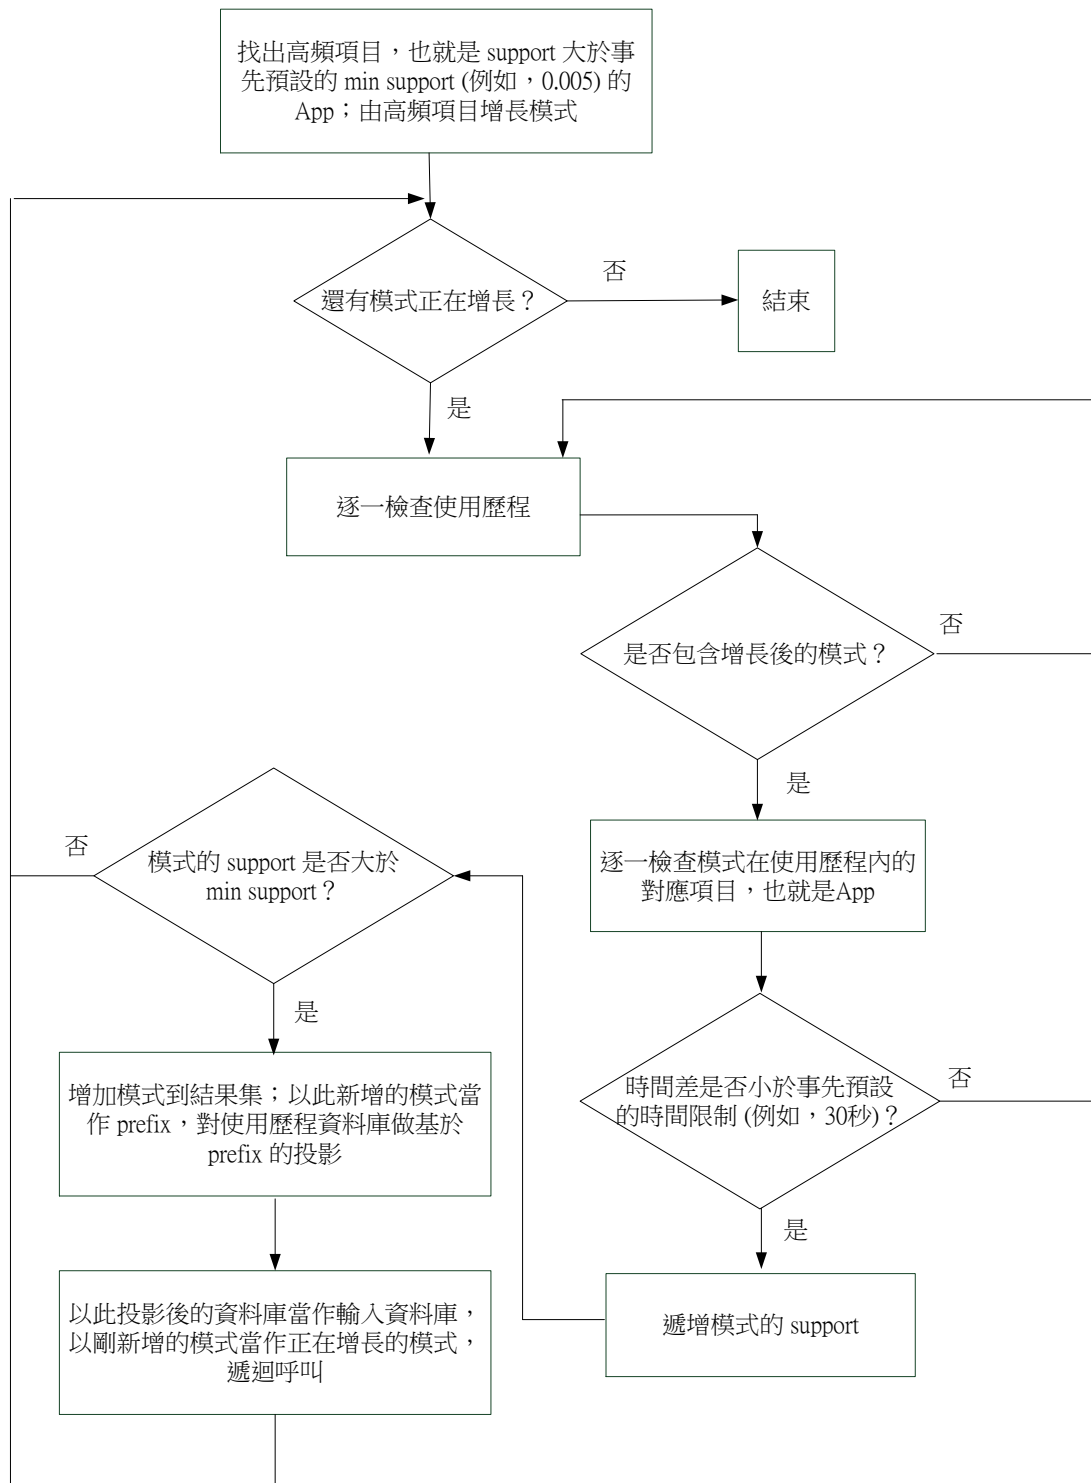 找出高頻項目，也就是 support 大於事
先預設的 min support (例如，0.005) 的
App；由高頻項目增長模式
還有模式正在增長？
否
結束
是
逐一檢查使用歷程
是否包含增長後的模式？
否
是
逐一檢查模式在使用歷程內的
對應項目，也就是App
時間差是否小於事先預設
的時間限制 (例如，30秒)？
否
是
遞增模式的 support
模式的 support 是否大於
min support？
否
是
增加模式到結果集；以此新增的模式當
作 prefix，對使用歷程資料庫做基於
prefix 的投影
以此投影後的資料庫當作輸入資料庫，
以剛新增的模式當作正在增長的模式，
遞迴呼叫